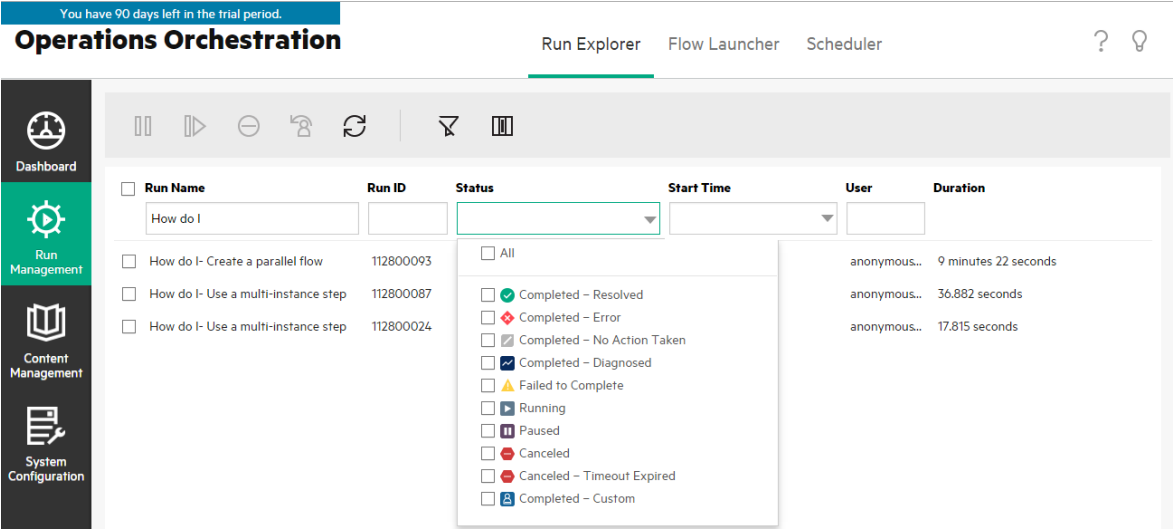 You have 90 days left in the trial period.
Operations Orchestration
Run Explorer Flow Launcher Scheduler
Dashboard
Run Management
Content Management
System Configuration
Run Name Run ID Status Start Time User Duration
How do I
How do I- Create a parallel flow 112800093 anonymous... 9 minutes 22 seconds
How do I- Use a multi-instance step 112800087 anonymous... 36.882 seconds
How do I- Use a multi-instance step 112800024 anonymous... 17.815 seconds
All
Completed – Resolved
Completed – Error
Completed – No Action Taken
Completed – Diagnosed
Failed to Complete
Running
Paused
Canceled
Canceled – Timeout Expired
Completed – Custom